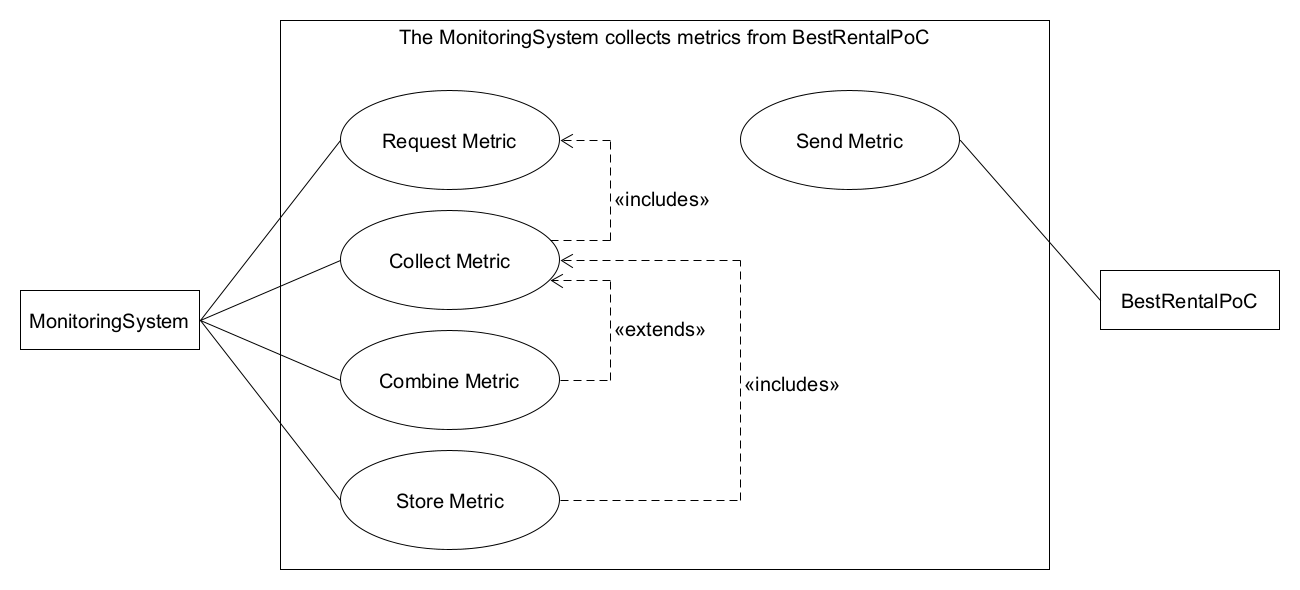 The MonitoringSystem collects metrics from BestRentalPoC
Request Metric
Send Metric
«includes»
Collect Metric
MonitoringSystem
BestRentalPoC
«extends»
Combine Metric
«includes»
Store Metric